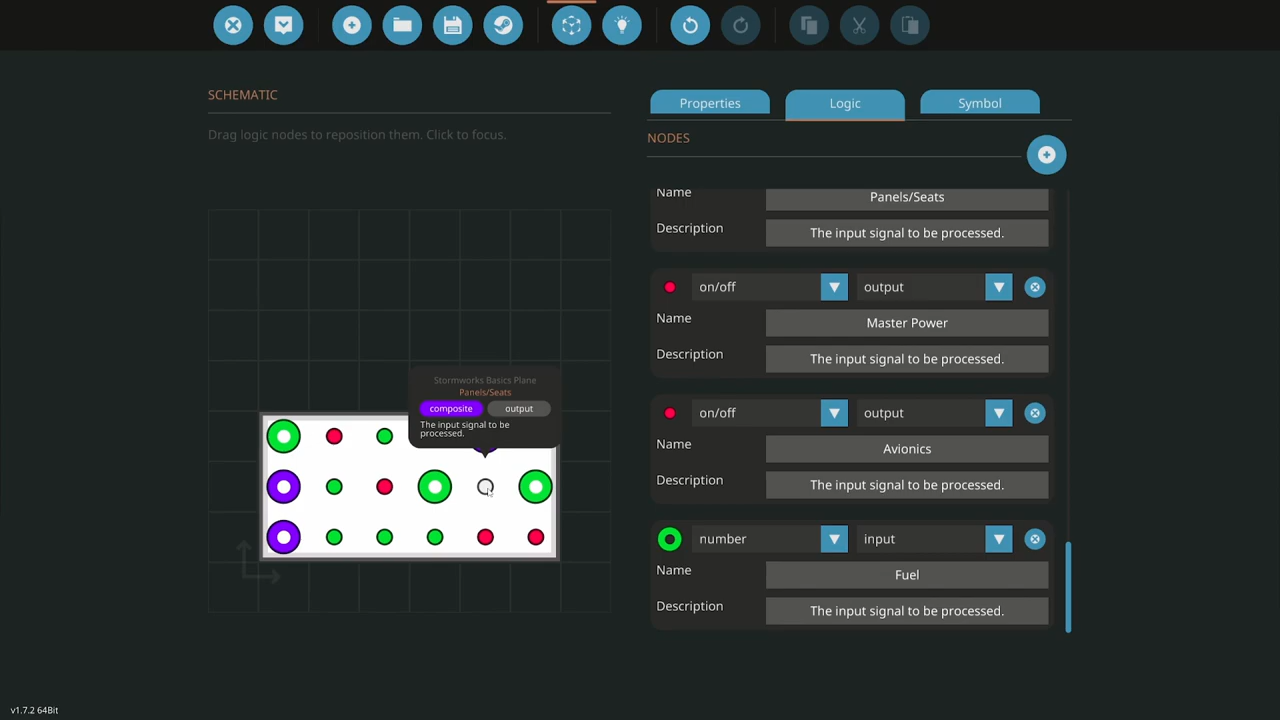 SCHEMATIC
Drag logic nodes to reposition them. Click to focus.
Properties
Logic
Symbol
NODES
Name
Panels/Seats
Description
The input signal to be processed.
on/off
output
Name
Master Power
Description
The input signal to be processed.
on/off
output
Name
Avionics
Description
The input signal to be processed.
number
input
Name
Fuel
Description
The input signal to be processed.
Stormworks Basics Plane
Panels/Seats
composite
output
The input signal to be
processed.
v1.7.2 64Bit